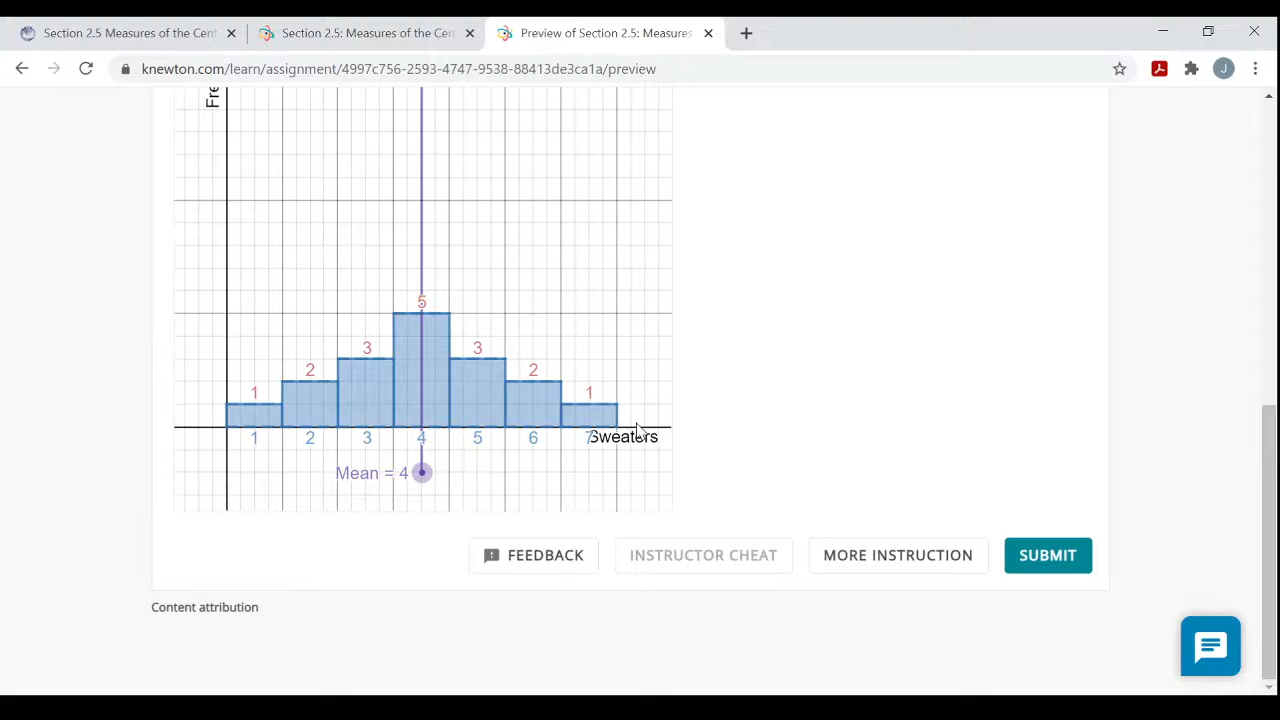 Section 2.5 Measures of the Cent
Section 2.5: Measures of the Cen
Preview of Section 2.5: Measures
knewton.com/learn/assignment/4997c756-2593-4747-9538-88413de3ca1a/preview
J
Fre
5
3 3
2 2
1 1
1 2 3 4 5 6 7 Sweaters
Mean = 4
FEEDBACK
INSTRUCTOR CHEAT
MORE INSTRUCTION
SUBMIT
Content attribution